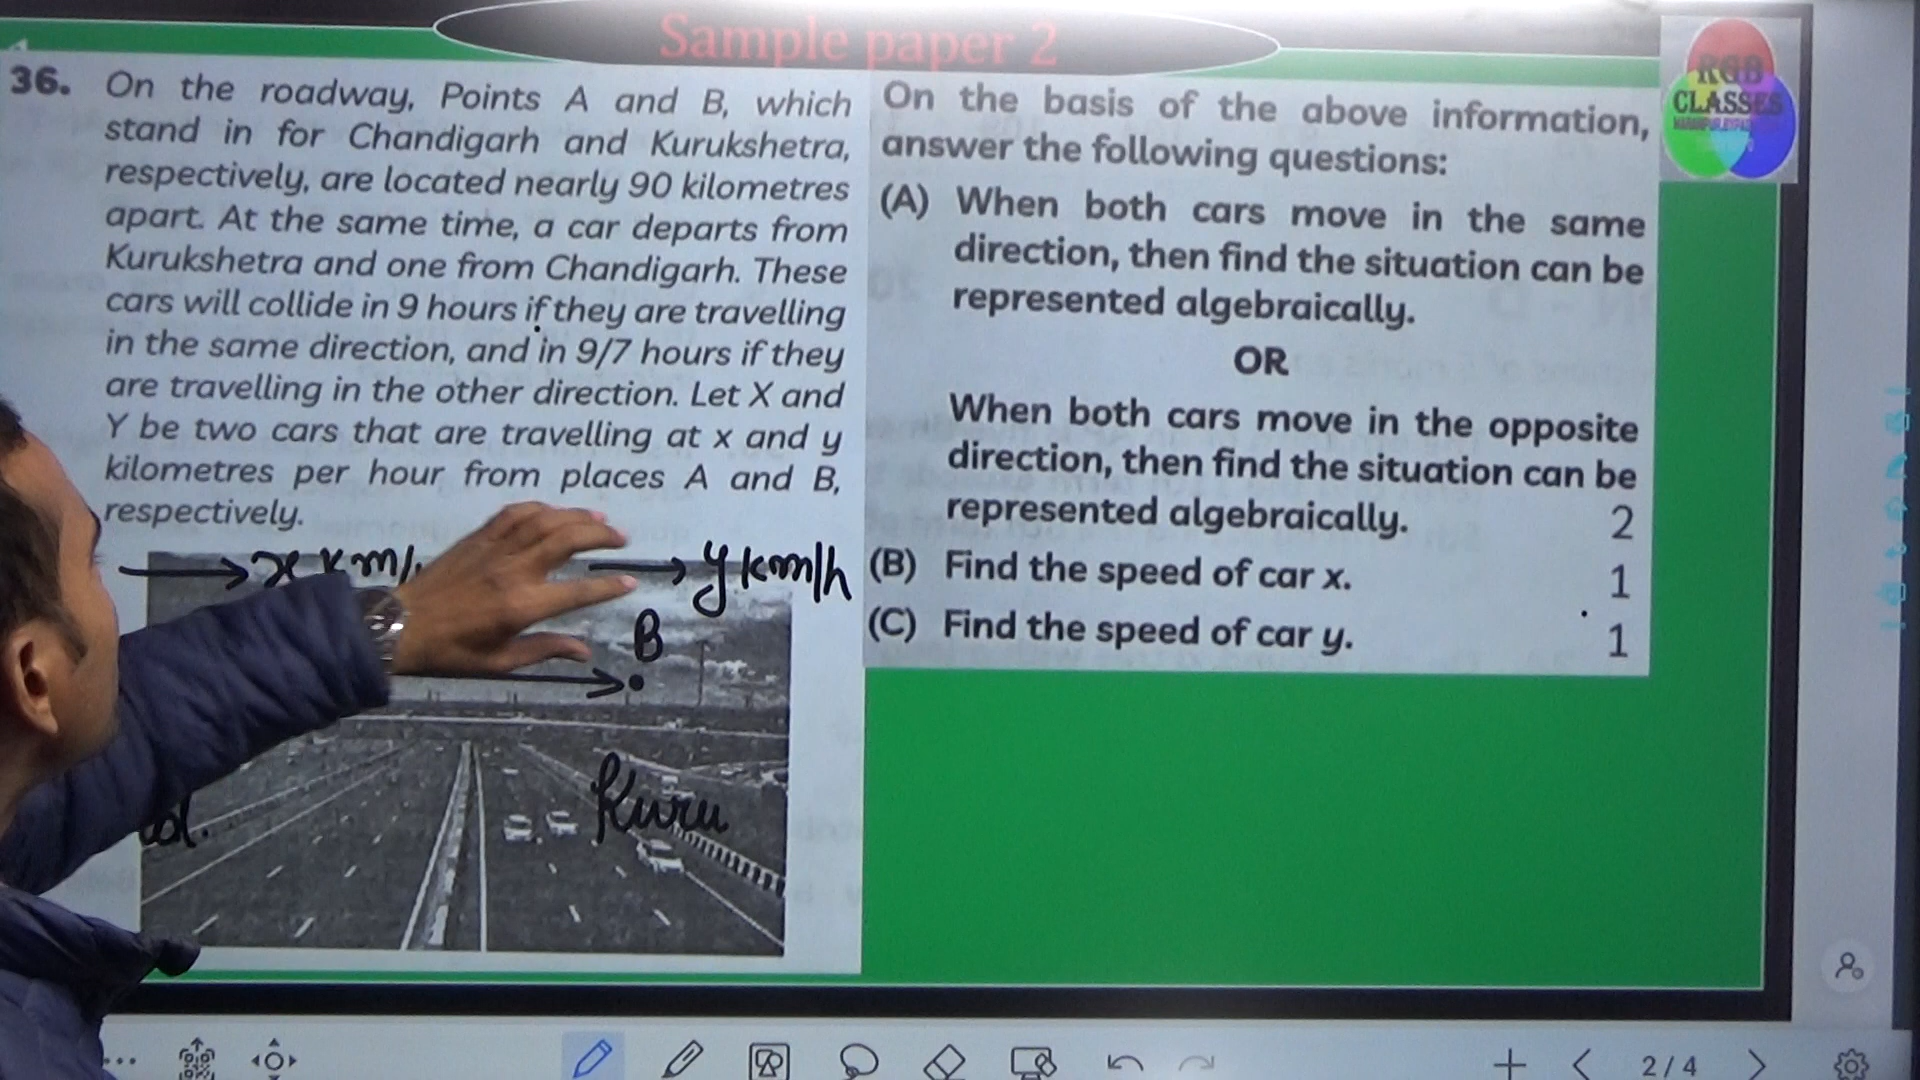 Sample paper 2
36. On the roadway, Points A and B, which
stand in for Chandigarh and Kurukshetra,
respectively, are located nearly 90 kilometres
apart. At the same time, a car departs from
Kurukshetra and one from Chandigarh. These
cars will collide in 9 hours if they are travelling
in the same direction, and in 9/7 hours if they
are travelling in the other direction. Let X and
Y be two cars that are travelling at x and y
kilometres per hour from places A and B,
respectively.
x km/
y km/h
B
Kuru
On the basis of the above information,
answer the following questions:
(A) When both cars move in the same
direction, then find the situation can be
represented algebraically.
OR
When both cars move in the opposite
direction, then find the situation can be
represented algebraically. 2
(B) Find the speed of car x. 1
(C) Find the speed of car y. 1
RGB
CLASSES
2/4